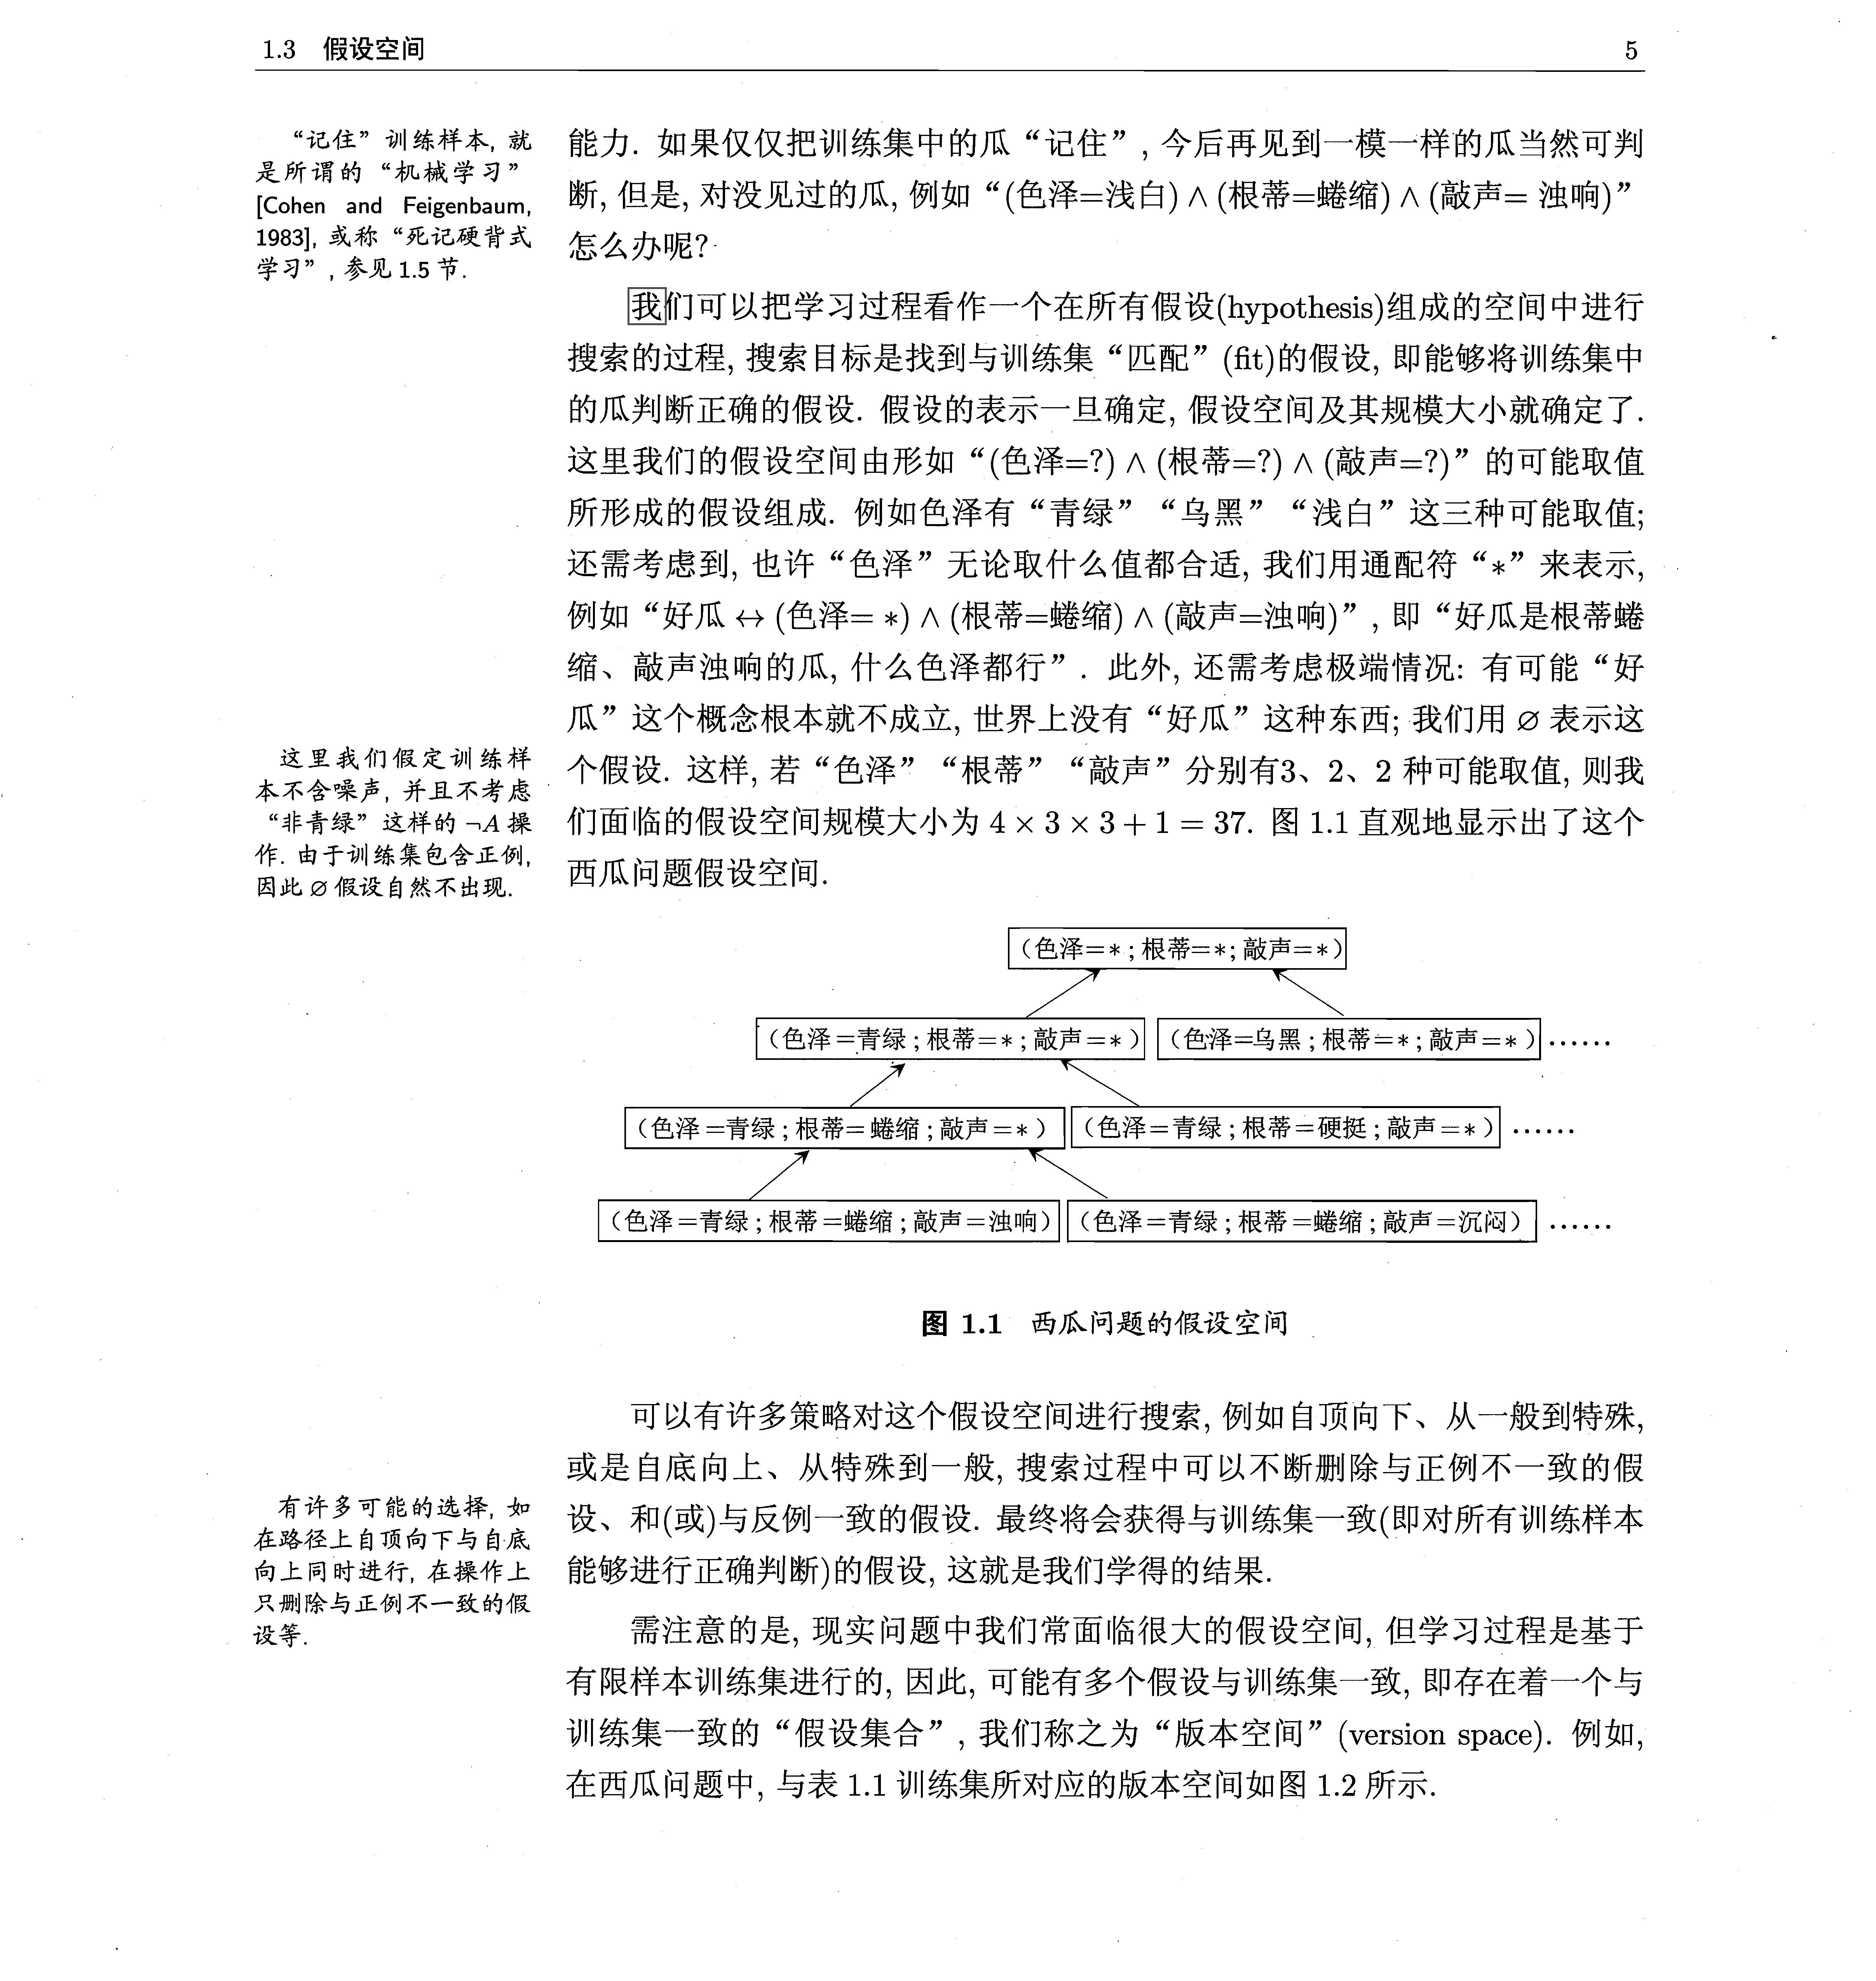 1.3 假设空间 5
“记住”训练样本, 就
是所谓的“机械学习”
[Cohen and Feigenbaum,
1983], 或称“死记硬背式
学习”, 参见 1.5 节.
能力. 如果仅仅把训练集中的瓜“记住”, 今后再见到一模一样的瓜当然可判
断, 但是, 对没见过的瓜, 例如“(色泽=浅白) ∧ (根蒂=蜷缩) ∧ (敲声= 浊响)”
怎么办呢?
我们可以把学习过程看作一个在所有假设(hypothesis)组成的空间中进行
搜索的过程, 搜索目标是找到与训练集“匹配”(fit)的假设, 即能够将训练集中
的瓜判断正确的假设. 假设的表示一旦确定, 假设空间及其规模大小就确定了.
这里我们的假设空间由形如“(色泽=?) ∧ (根蒂=?) ∧ (敲声=?)”的可能取值
所形成的假设组成. 例如色泽有“青绿”“乌黑”“浅白”这三种可能取值;
还需考虑到, 也许“色泽”无论取什么值都合适, 我们用通配符“*”来表示,
例如“好瓜 ↔ (色泽= *) ∧ (根蒂=蜷缩) ∧ (敲声=浊响)”, 即“好瓜是根蒂蜷
缩、敲声浊响的瓜, 什么色泽都行”. 此外, 还需考虑极端情况: 有可能“好
瓜”这个概念根本就不成立, 世界上没有“好瓜”这种东西; 我们用 ∅ 表示这
个假设. 这样, 若“色泽”“根蒂”“敲声”分别有3、2、2 种可能取值, 则我
们面临的假设空间规模大小为 4 × 3 × 3 + 1 = 37. 图 1.1 直观地显示出了这个
西瓜问题假设空间.
这里我们假定训练样
本不含噪声, 并且不考虑
“非青绿”这样的 ¬A 操
作. 由于训练集包含正例,
因此 ∅ 假设自然不出现.
(色泽=*;根蒂=*;敲声=*)
(色泽=青绿;根蒂=*;敲声=*) (色泽=乌黑;根蒂=*;敲声=*) ......
(色泽=青绿;根蒂=蜷缩;敲声=*) (色泽=青绿;根蒂=硬挺;敲声=*) ......
(色泽=青绿;根蒂=蜷缩;敲声=浊响) (色泽=青绿;根蒂=蜷缩;敲声=沉闷) ......
图 1.1 西瓜问题的假设空间
可以有许多策略对这个假设空间进行搜索, 例如自顶向下、从一般到特殊,
或是自底向上、从特殊到一般, 搜索过程中可以不断删除与正例不一致的假
设、和(或)与反例一致的假设. 最终将会获得与训练集一致(即对所有训练样本
能够进行正确判断)的假设, 这就是我们学得的结果.
有许多可能的选择, 如
在路径上自顶向下与自底
向上同时进行, 在操作上
只删除与正例不一致的假
设等.
需注意的是, 现实问题中我们常面临很大的假设空间, 但学习过程是基于
有限样本训练集进行的, 因此, 可能有多个假设与训练集一致, 即存在着一个与
训练集一致的“假设集合”, 我们称之为“版本空间”(version space). 例如,
在西瓜问题中, 与表 1.1 训练集所对应的版本空间如图 1.2 所示.